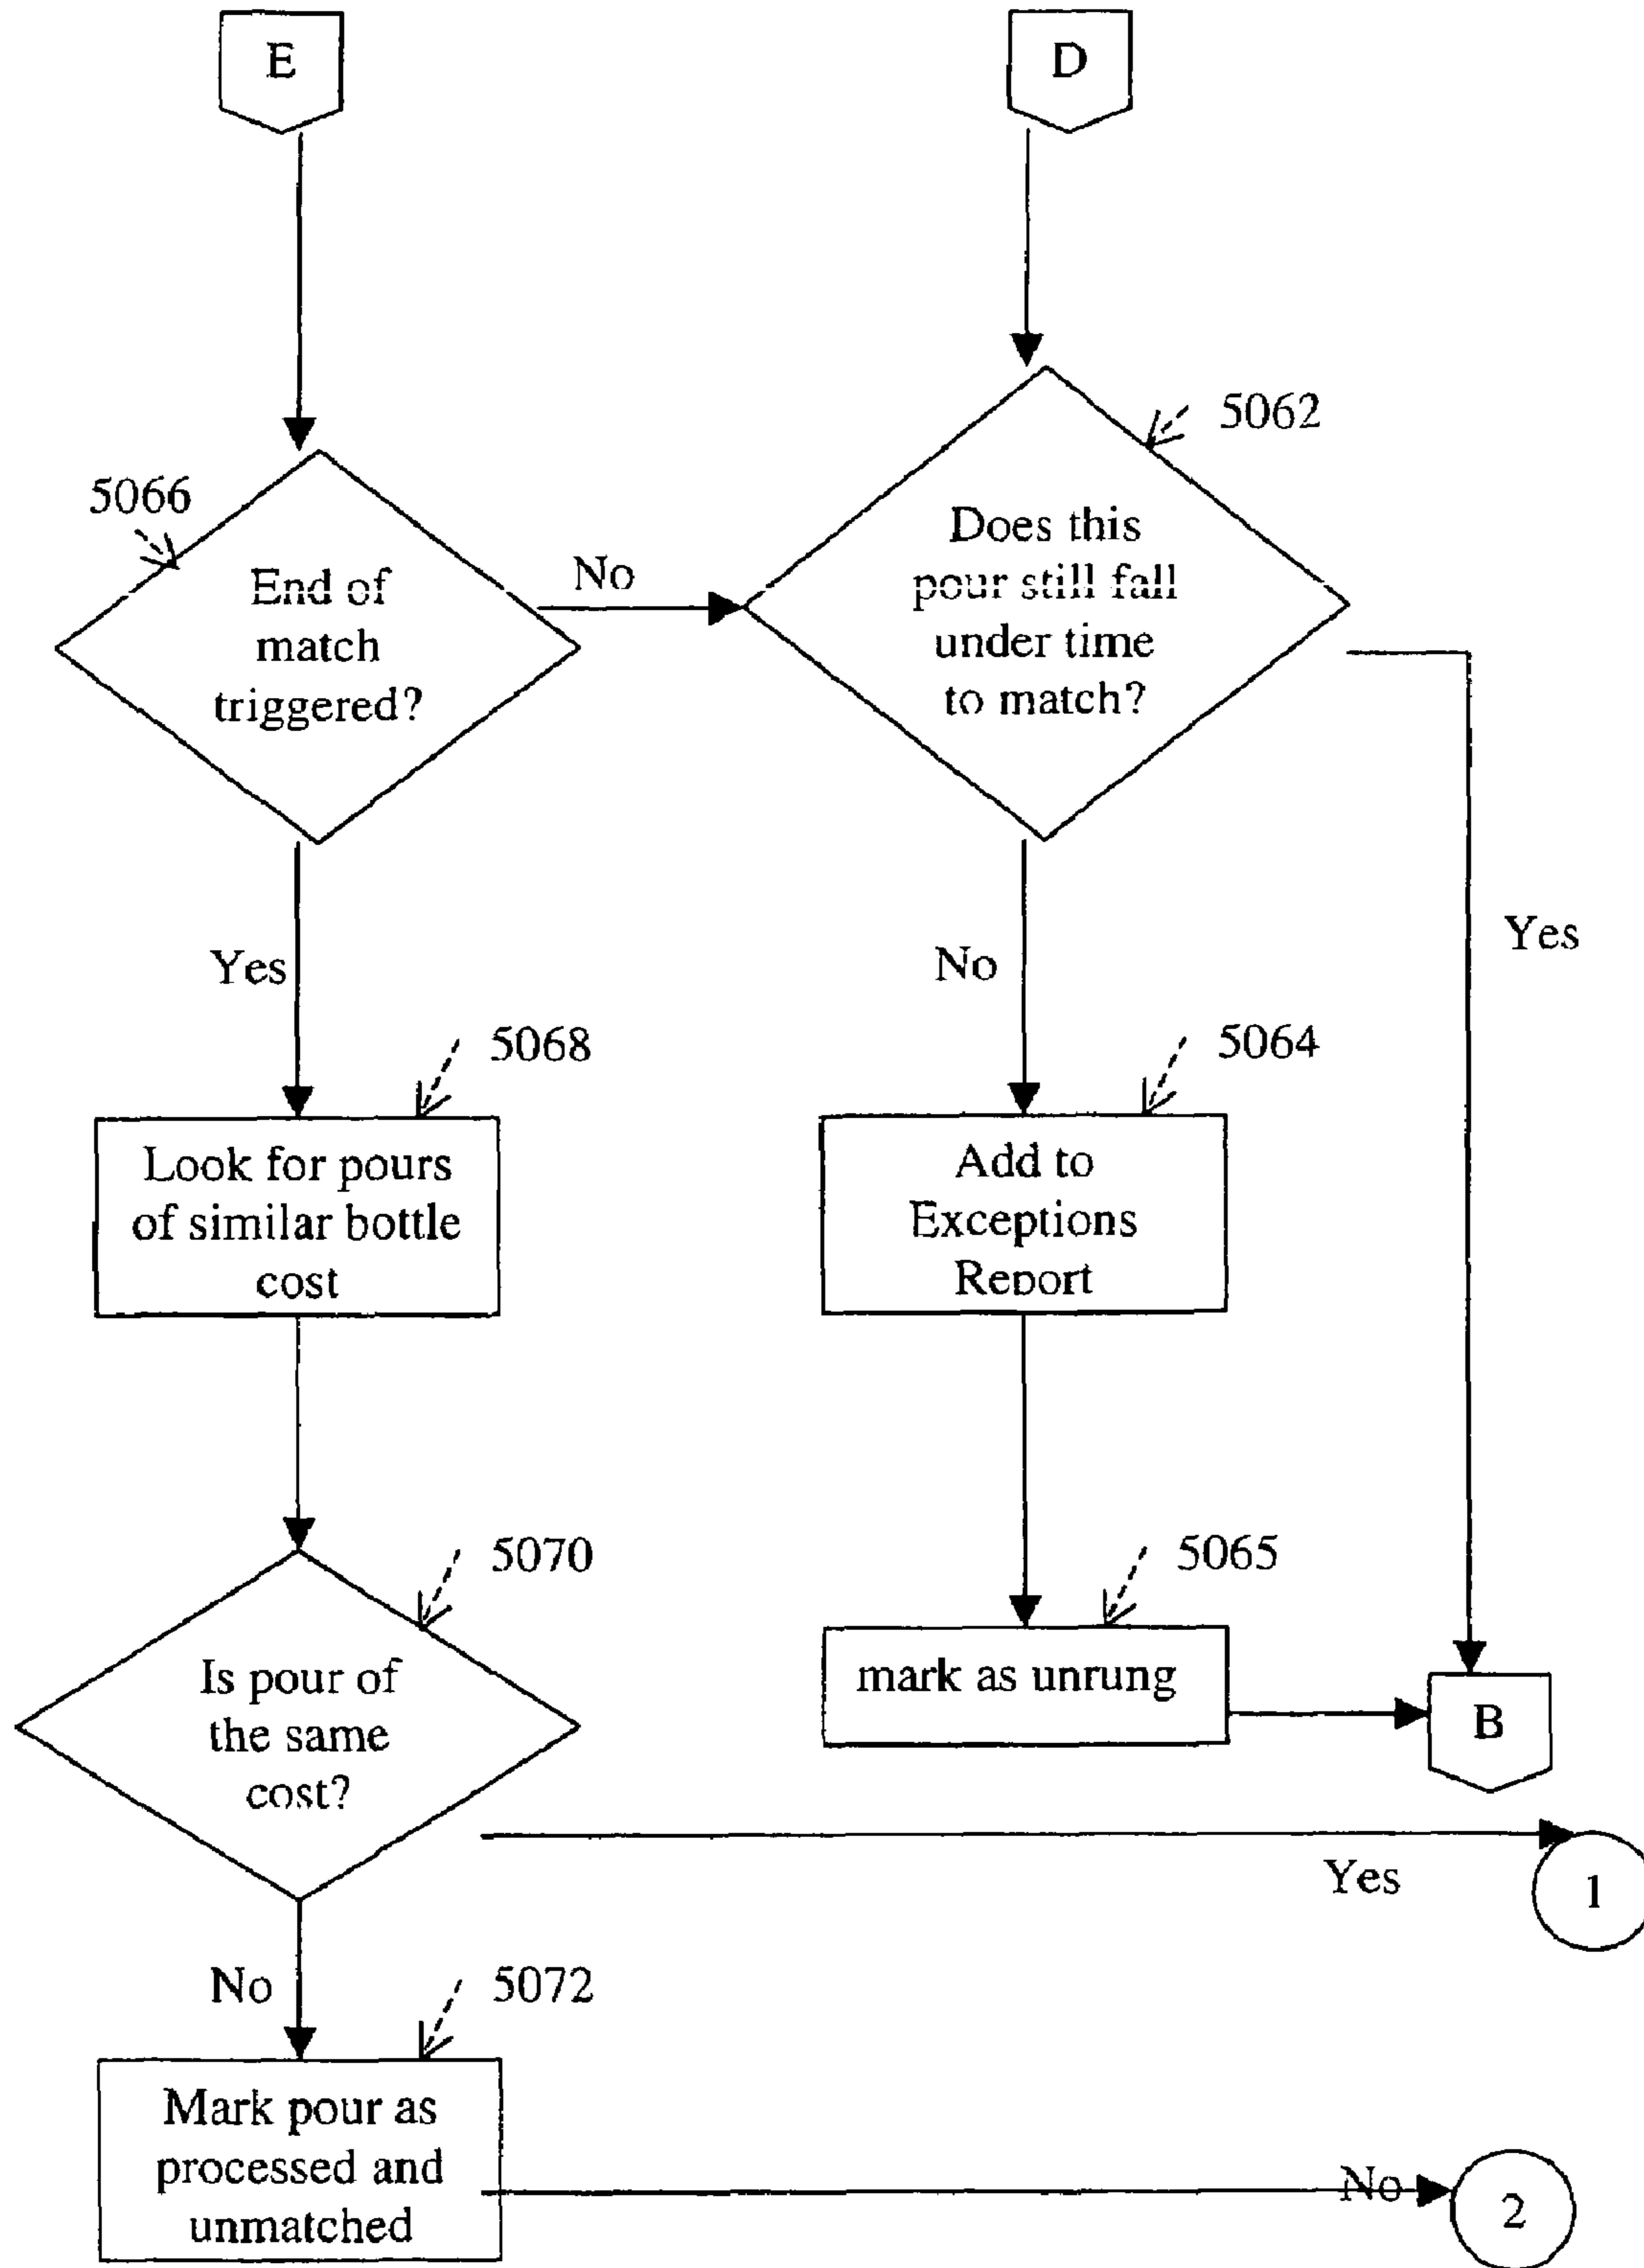 E
D
5062
5066
Does this
pour still fall
under time
to match?
End of
match
triggered?
No
Yes
Yes
No
5068
5064
Look for pours
of similar bottle
cost
Add to
Exceptions
Report
5070
5065
Is pour of
the same
cost?
mark as unrung
B
Yes
1
No
5072
Mark pour as
processed and
unmatched
No
2